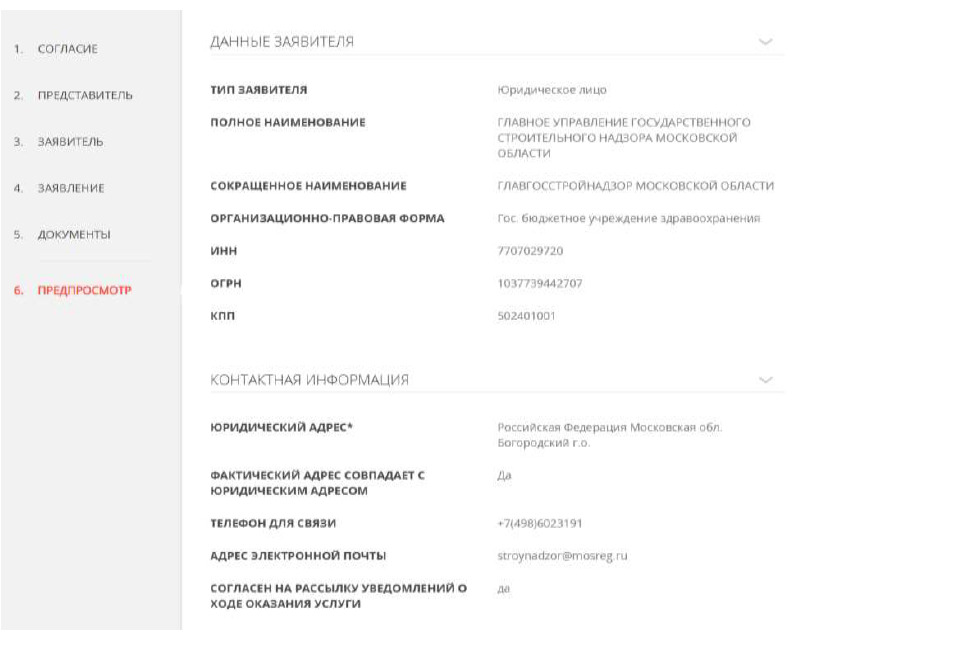 1. СОГЛАСИЕ
2. ПРЕДСТАВИТЕЛЬ
3. ЗАЯВИТЕЛЬ
4. ЗАЯВЛЕНИЕ
5. ДОКУМЕНТЫ
6. ПРЕДПРОСМОТР
ДАННЫЕ ЗАЯВИТЕЛЯ
ТИП ЗАЯВИТЕЛЯ Юридическое лицо
ПОЛНОЕ НАИМЕНОВАНИЕ ГЛАВНОЕ УПРАВЛЕНИЕ ГОСУДАРСТВЕННОГО
СТРОИТЕЛЬНОГО НАДЗОРА МОСКОВСКОЙ
ОБЛАСТИ
СОКРАЩЕННОЕ НАИМЕНОВАНИЕ ГЛАВГОССТРОЙНАДЗОР МОСКОВСКОЙ ОБЛАСТИ
ОРГАНИЗАЦИОННО-ПРАВОВАЯ ФОРМА Гос. бюджетное учреждение здравоохранения
ИНН 7707029720
ОГРН 1037739442707
КПП 502401001
КОНТАКТНАЯ ИНФОРМАЦИЯ
ЮРИДИЧЕСКИЙ АДРЕС* Российская Федерация Московская обл.
Богородский г.о.
ФАКТИЧЕСКИЙ АДРЕС СОВПАДАЕТ С Да
ЮРИДИЧЕСКИМ АДРЕСОМ
ТЕЛЕФОН ДЛЯ СВЯЗИ +7(498)6023191
АДРЕС ЭЛЕКТРОННОЙ ПОЧТЫ stroynadzor@mosreg.ru
СОГЛАСЕН НА РАССЫЛКУ УВЕДОМЛЕНИЙ О да
ХОДЕ ОКАЗАНИЯ УСЛУГИ